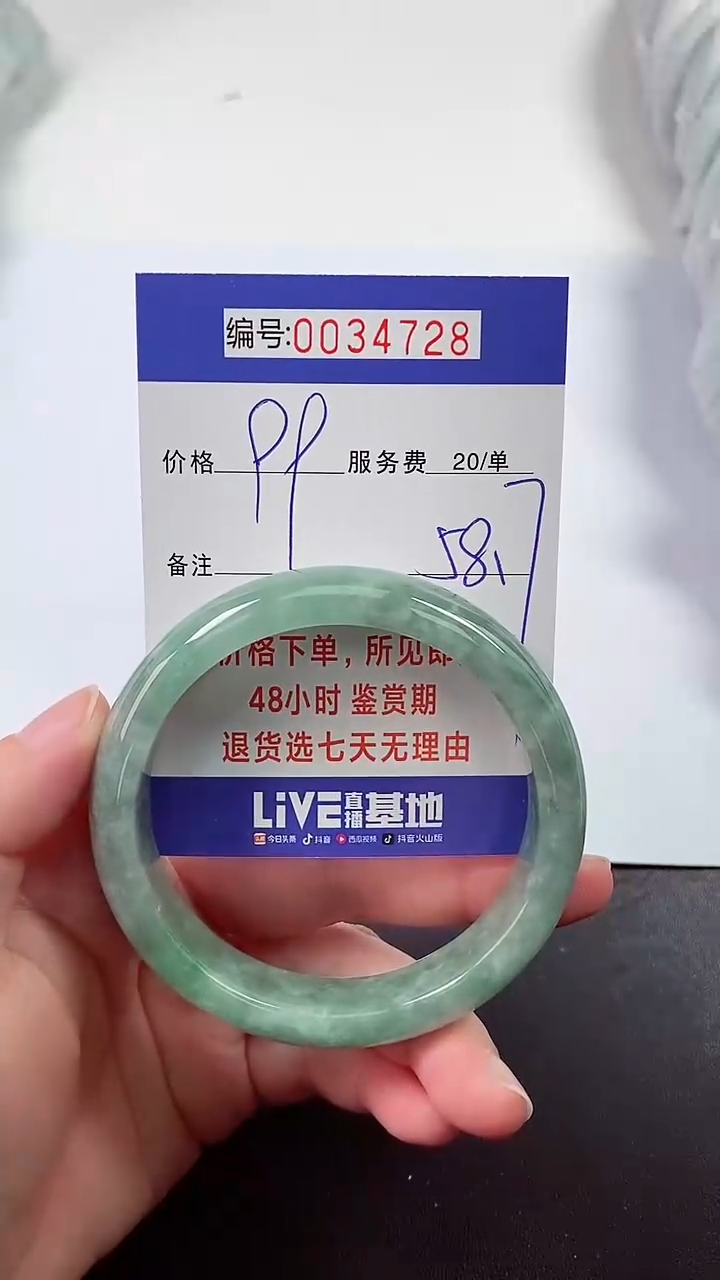 编号:0034728
价格 99 服务费 20/单
备注 58.7
价格下单，所见即
48小时 鉴赏期
退货选七天无理由
LiVE直播基地
今日头条 抖音 西瓜视频 抖音火山版